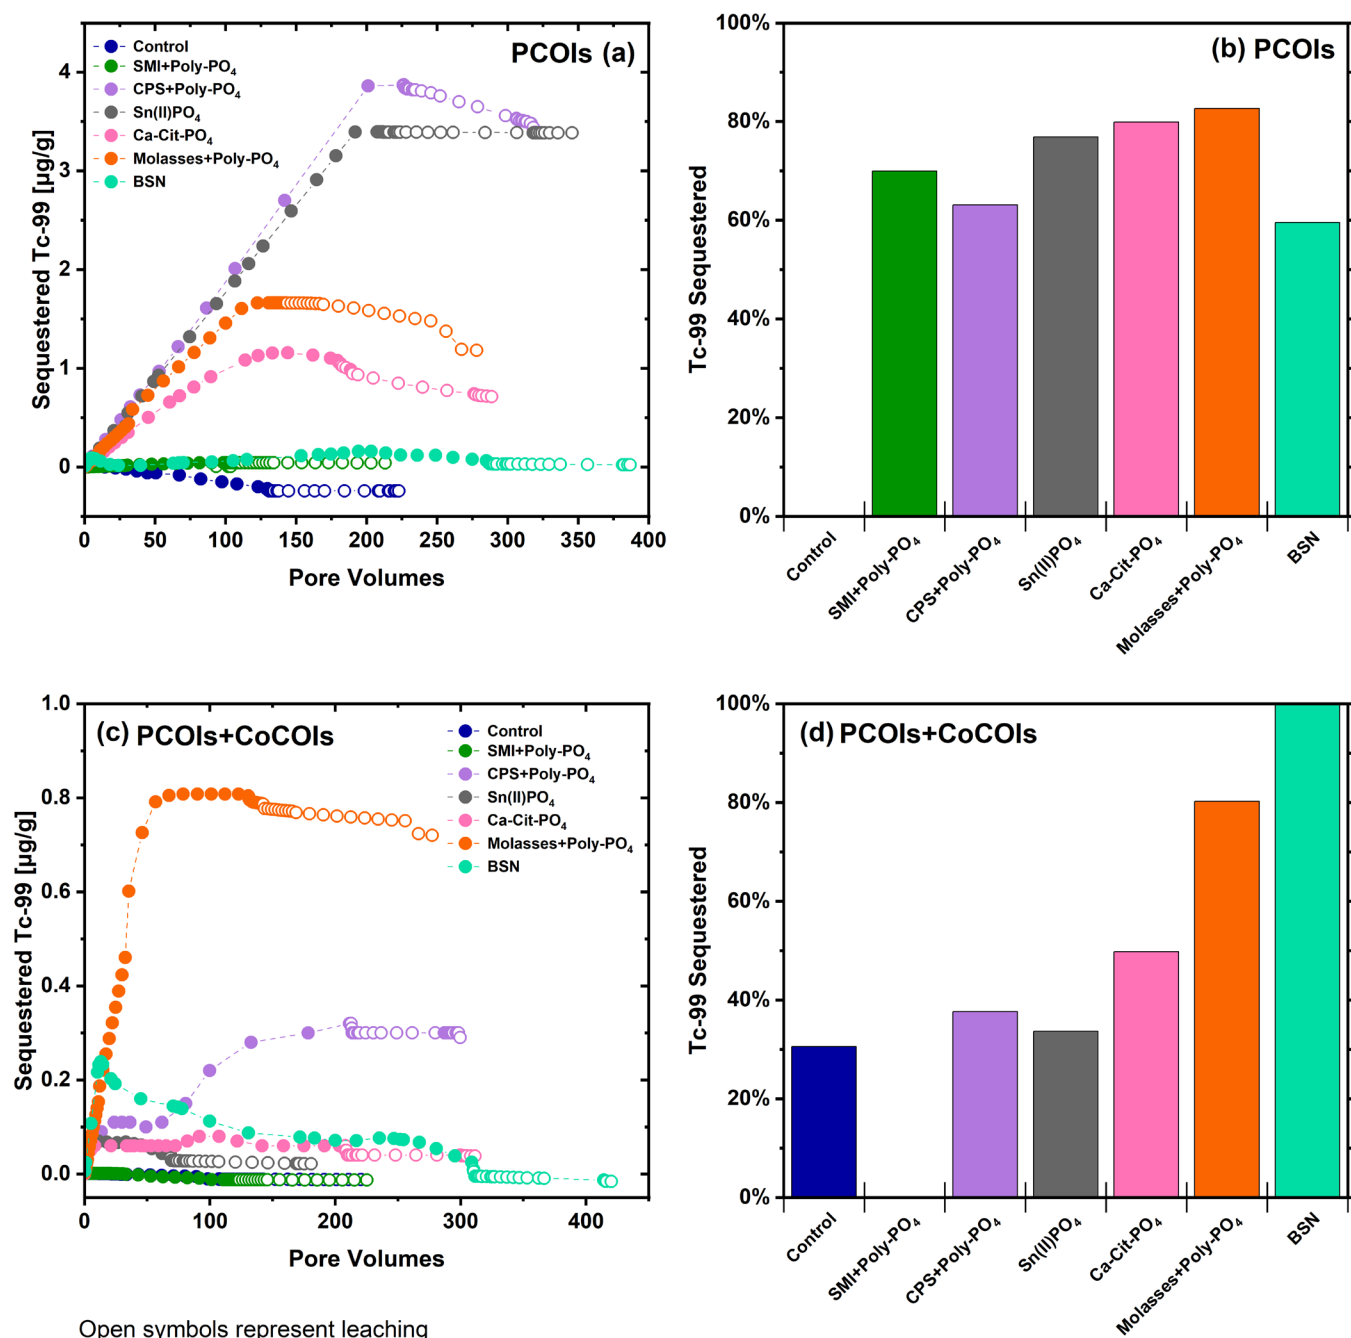 PCOIs (a)
Control
SMI+Poly-PO₄
CPS+Poly-PO₄
Sn(II)PO₄
Ca-Cit-PO₄
Molasses+Poly-PO₄
BSN
Sequestered Tc-99 [µg/g]
4
3
2
1
0
0 50 100 150 200 250 300 350 400
Pore Volumes
(b) PCOIs
Tc-99 Sequestered
100%
80%
60%
40%
20%
0%
Control
SMI+Poly-PO₄
CPS+Poly-PO₄
Sn(II)PO₄
Ca-Cit-PO₄
Molasses+Poly-PO₄
BSN
(c) PCOIs+CoCOIs
Control
SMI+Poly-PO₄
CPS+Poly-PO₄
Sn(II)PO₄
Ca-Cit-PO₄
Molasses+Poly-PO₄
BSN
Sequestered Tc-99 [µg/g]
1.0
0.8
0.6
0.4
0.2
0.0
0 100 200 300 400
Pore Volumes
(d) PCOIs+CoCOIs
Tc-99 Sequestered
100%
80%
60%
40%
20%
0%
Control
SMI+Poly-PO₄
CPS+Poly-PO₄
Sn(II)PO₄
Ca-Cit-PO₄
Molasses+Poly-PO₄
BSN
Open symbols represent leaching